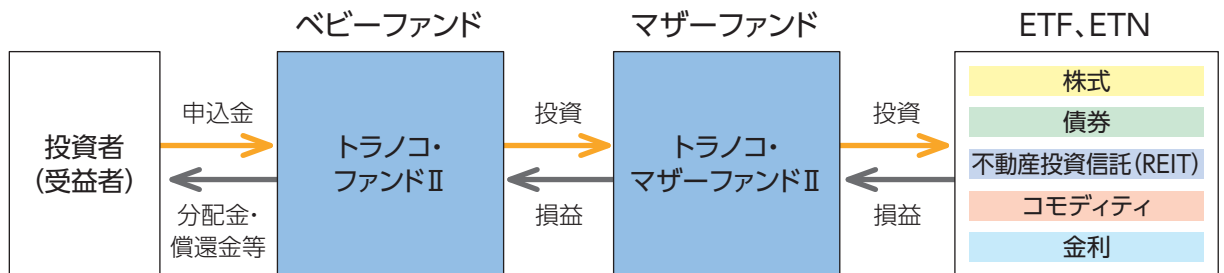 ベビーファンド
マザーファンド
ETF、ETN
投資者
(受益者)
申込金
分配金・
償還金等
トラノコ・
ファンドⅡ
投資
損益
トラノコ・
マザーファンドⅡ
投資
損益
株式
債券
不動産投資信託(REIT)
コモディティ
金利